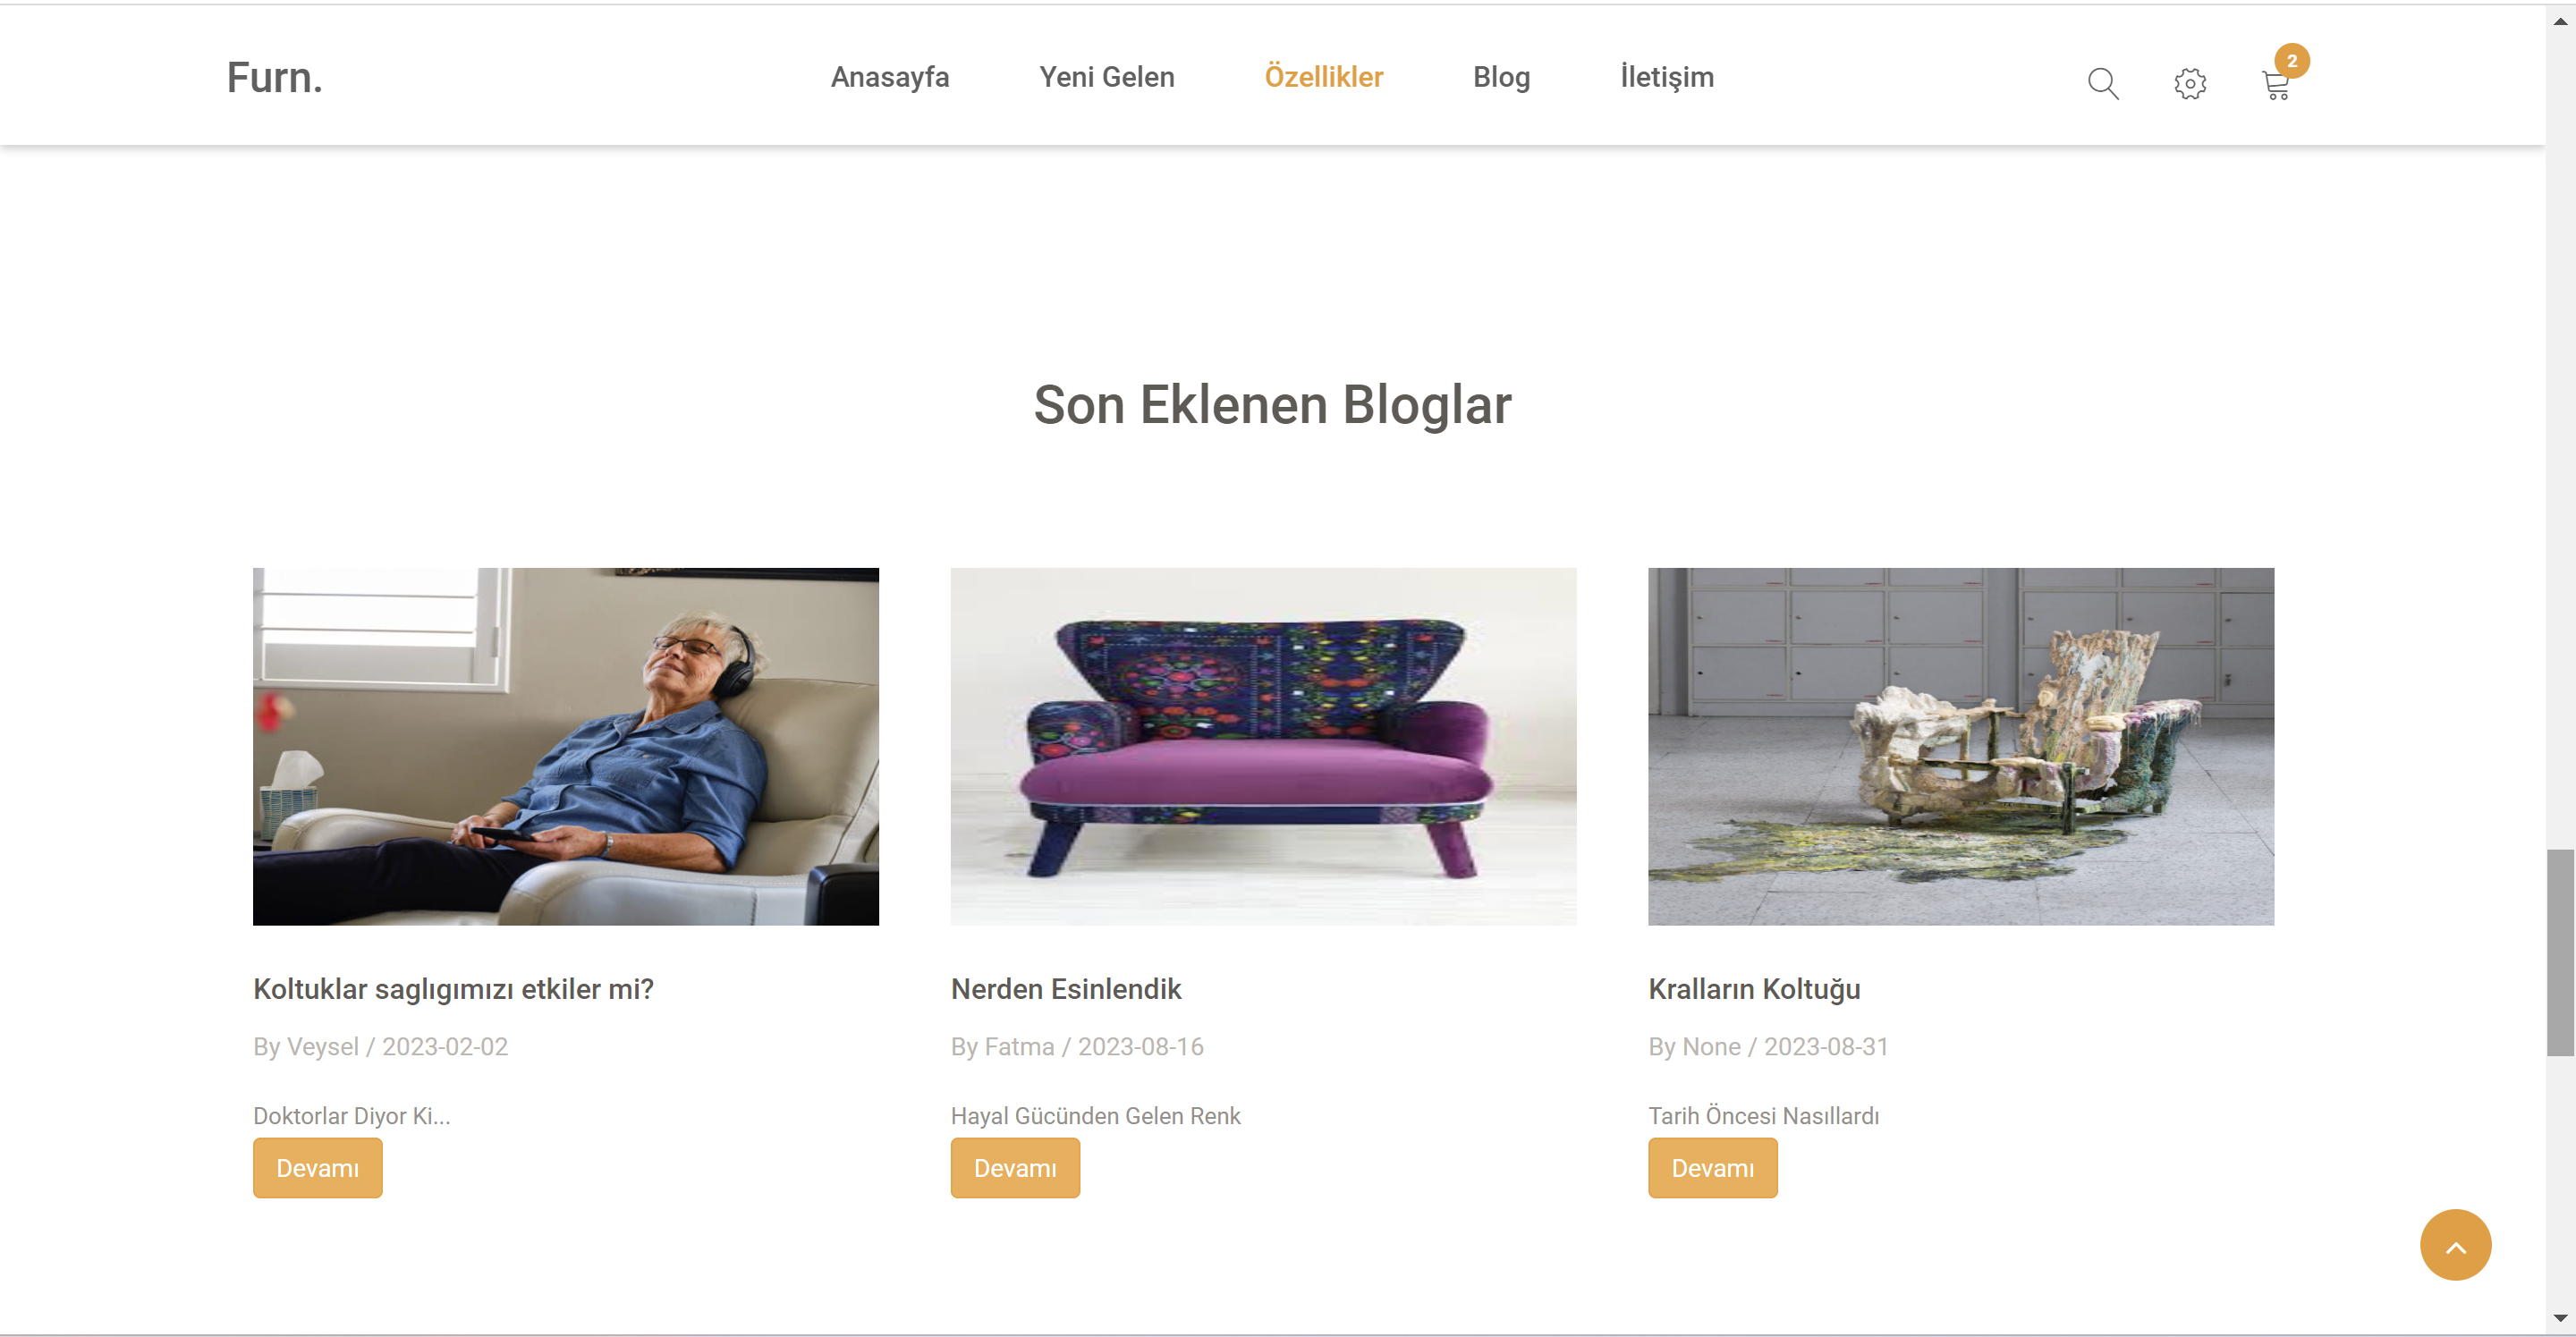 Furn.
Anasayfa
Yeni Gelen
Özellikler
Blog
İletişim
2
Son Eklenen Bloglar
Koltuklar saglıgımızı etkiler mi?
By Veysel / 2023-02-02
Doktorlar Diyor Ki...
Devamı
Nerden Esinlendik
By Fatma / 2023-08-16
Hayal Gücünden Gelen Renk
Devamı
Kralların Koltuğu
By None / 2023-08-31
Tarih Öncesi Nasıllardı
Devamı